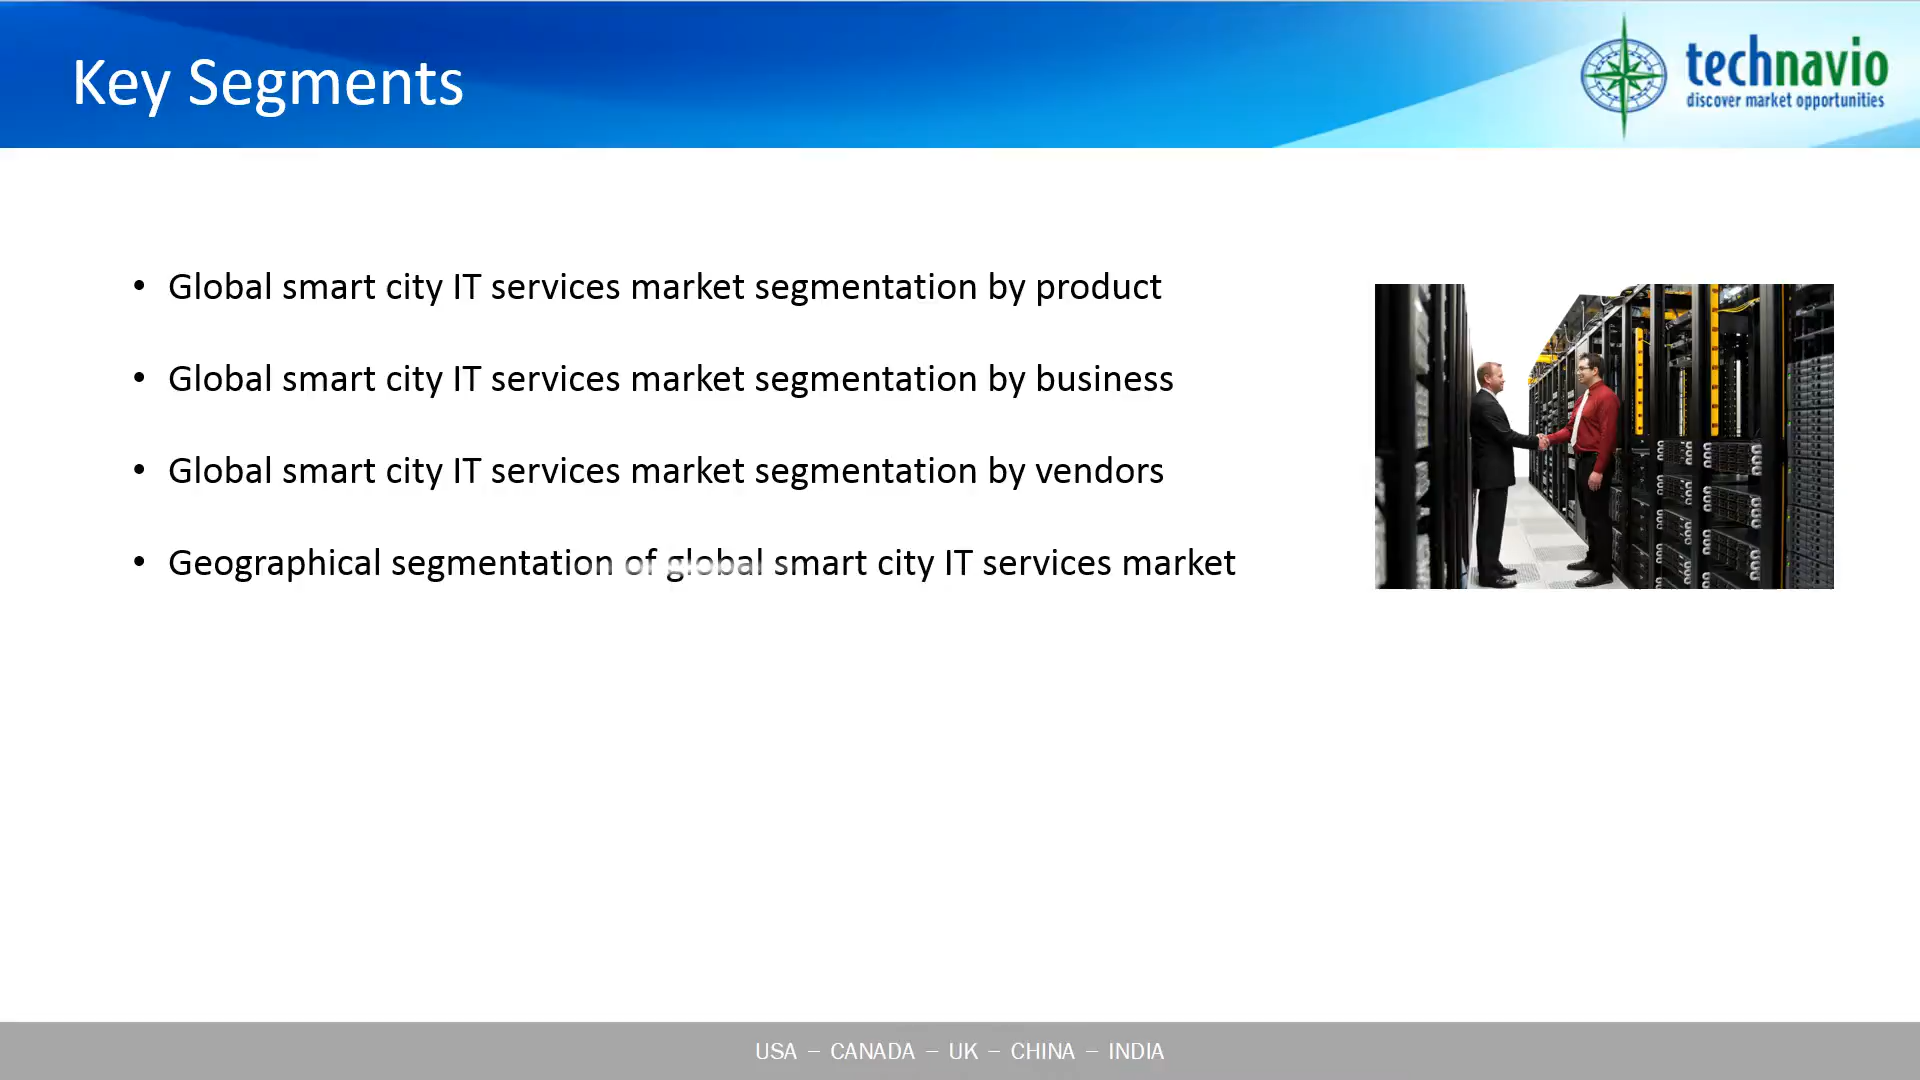 Key Segments
technavio
discover market opportunities
• Global smart city IT services market segmentation by product
• Global smart city IT services market segmentation by business
• Global smart city IT services market segmentation by vendors
• Geographical segmentation of global smart city IT services market
USA – CANADA – UK – CHINA – INDIA